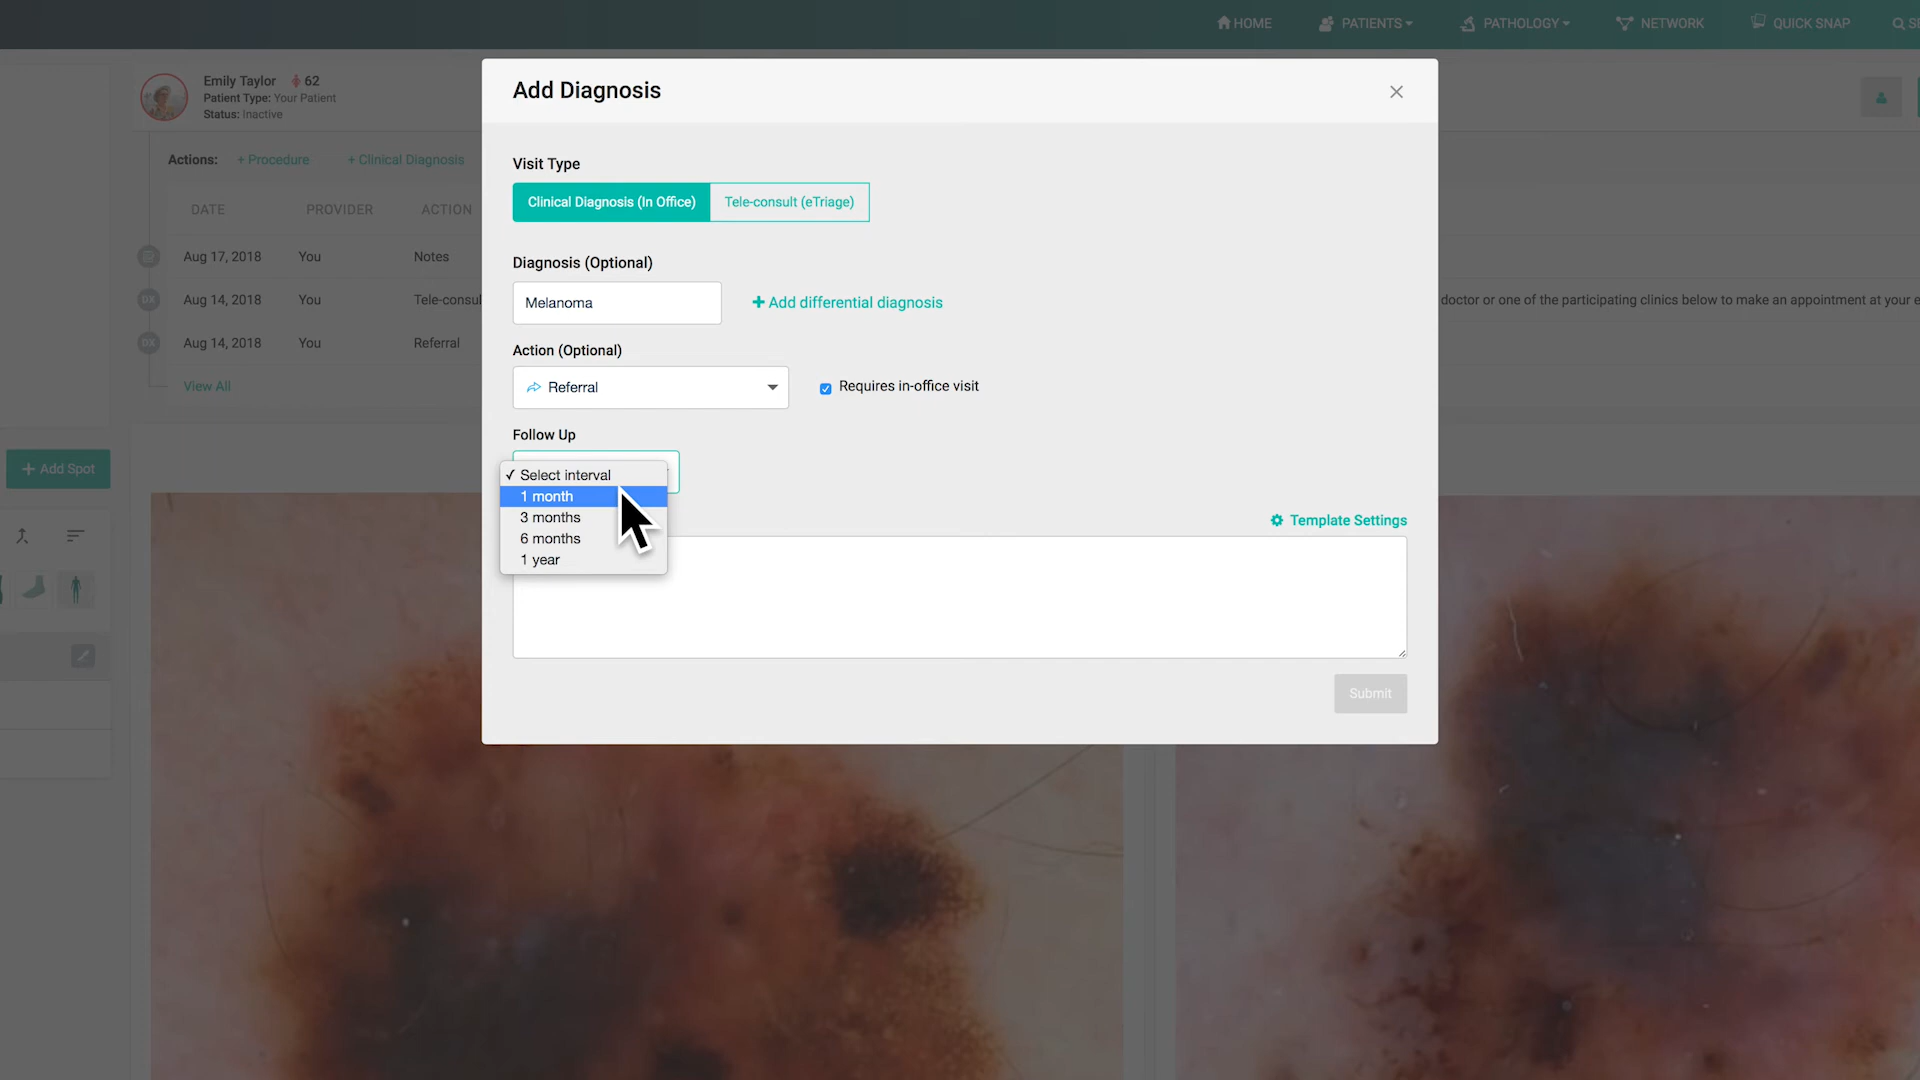 HOME PATIENTS PATHOLOGY NETWORK QUICK SNAP
Emily Taylor 62
Patient Type: Your Patient
Status: Inactive
Actions: + Procedure + Clinical Diagnosis
DATE PROVIDER ACTION
Aug 17, 2018 You Notes
DX Aug 14, 2018 You Tele-consul
DX Aug 14, 2018 You Referral
View All
doctor or one of the participating clinics below to make an appointment at your e
+ Add Spot
Add Diagnosis
Visit Type
Clinical Diagnosis (In Office) Tele-consult (eTriage)
Diagnosis (Optional)
Melanoma + Add differential diagnosis
Action (Optional)
Referral Requires in-office visit
Follow Up
✓ Select interval
1 month
3 months
6 months
1 year
Template Settings
Submit